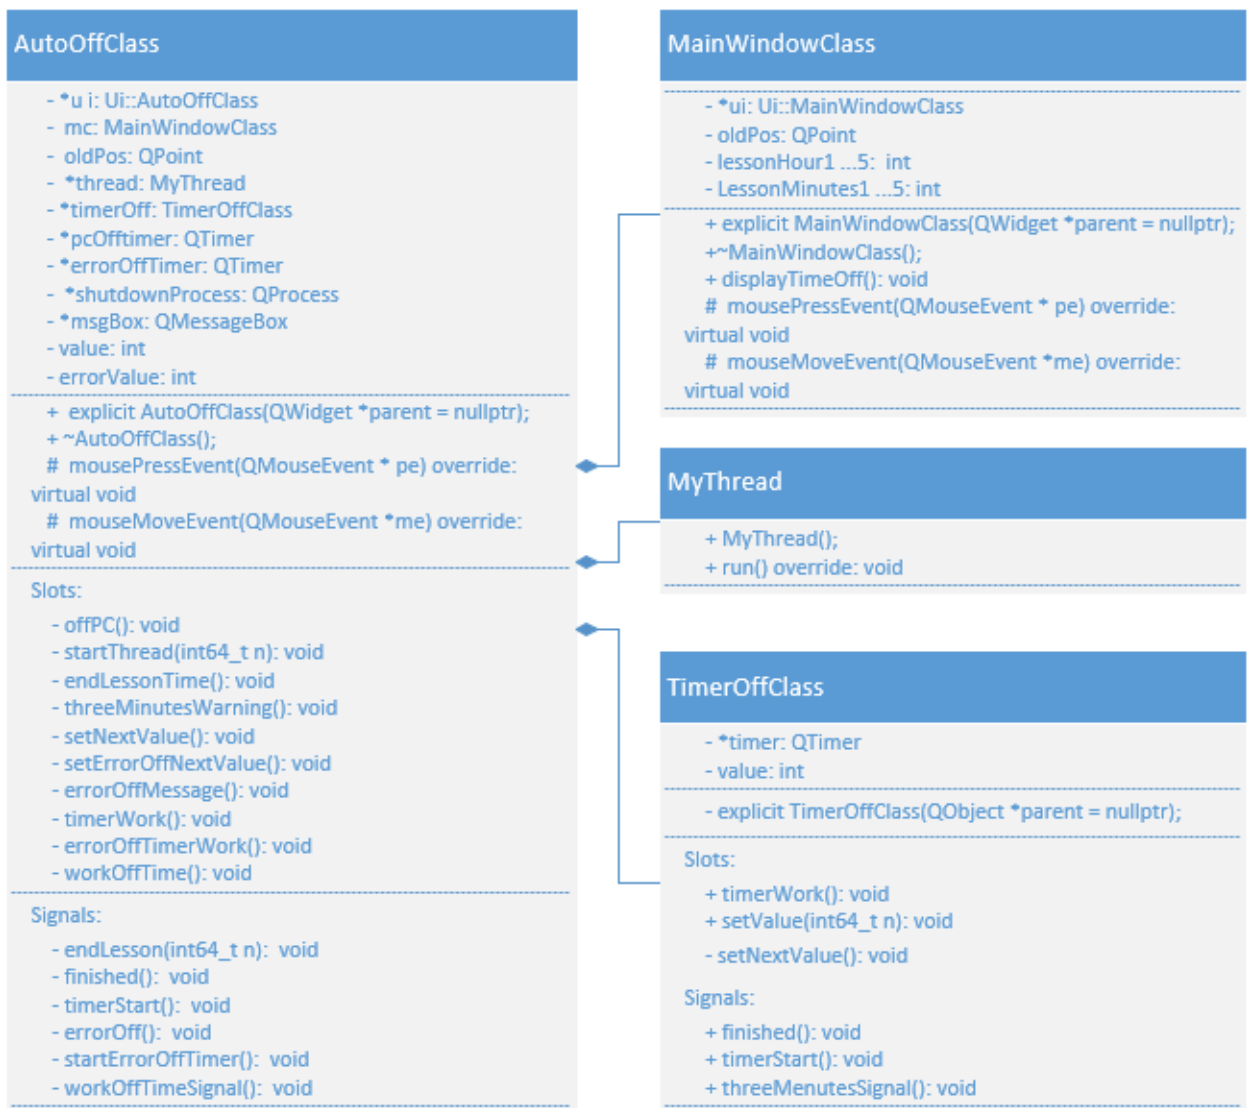 AutoOffClass
- *u i: Ui::AutoOffClass
- mc: MainWindowClass
- oldPos: QPoint
- *thread: MyThread
- *timerOff: TimerOffClass
- *pcOfftimer: QTimer
- *errorOffTimer: QTimer
- *shutdownProcess: QProcess
- *msgBox: QMessageBox
- value: int
- errorValue: int
+ explicit AutoOffClass(QWidget *parent = nullptr);
+ ~AutoOffClass();
# mousePressEvent(QMouseEvent * pe) override:
virtual void
# mouseMoveEvent(QMouseEvent *me) override:
virtual void
Slots:
- offPC(): void
- startThread(int64_t n): void
- endLessonTime(): void
- threeMinutesWarning(): void
- setNextValue(): void
- setErrorOffNextValue(): void
- errorOffMessage(): void
- timerWork(): void
- errorOffTimerWork(): void
- workOffTime(): void
Signals:
- endLesson(int64_t n): void
- finished(): void
- timerStart(): void
- errorOff(): void
- startErrorOffTimer(): void
- workOffTimeSignal(): void
MainWindowClass
- *ui: Ui::MainWindowClass
- oldPos: QPoint
- lessonHour1 ...5: int
- LessonMinutes1 ...5: int
+ explicit MainWindowClass(QWidget *parent = nullptr);
+~MainWindowClass();
+ displayTimeOff(): void
# mousePressEvent(QMouseEvent * pe) override:
virtual void
# mouseMoveEvent(QMouseEvent *me) override:
virtual void
MyThread
+ MyThread();
+ run() override: void
TimerOffClass
- *timer: QTimer
- value: int
- explicit TimerOffClass(QObject *parent = nullptr);
Slots:
+ timerWork(): void
+ setValue(int64_t n): void
- setNextValue(): void
Signals:
+ finished(): void
+ timerStart(): void
+ threeMenutesSignal(): void